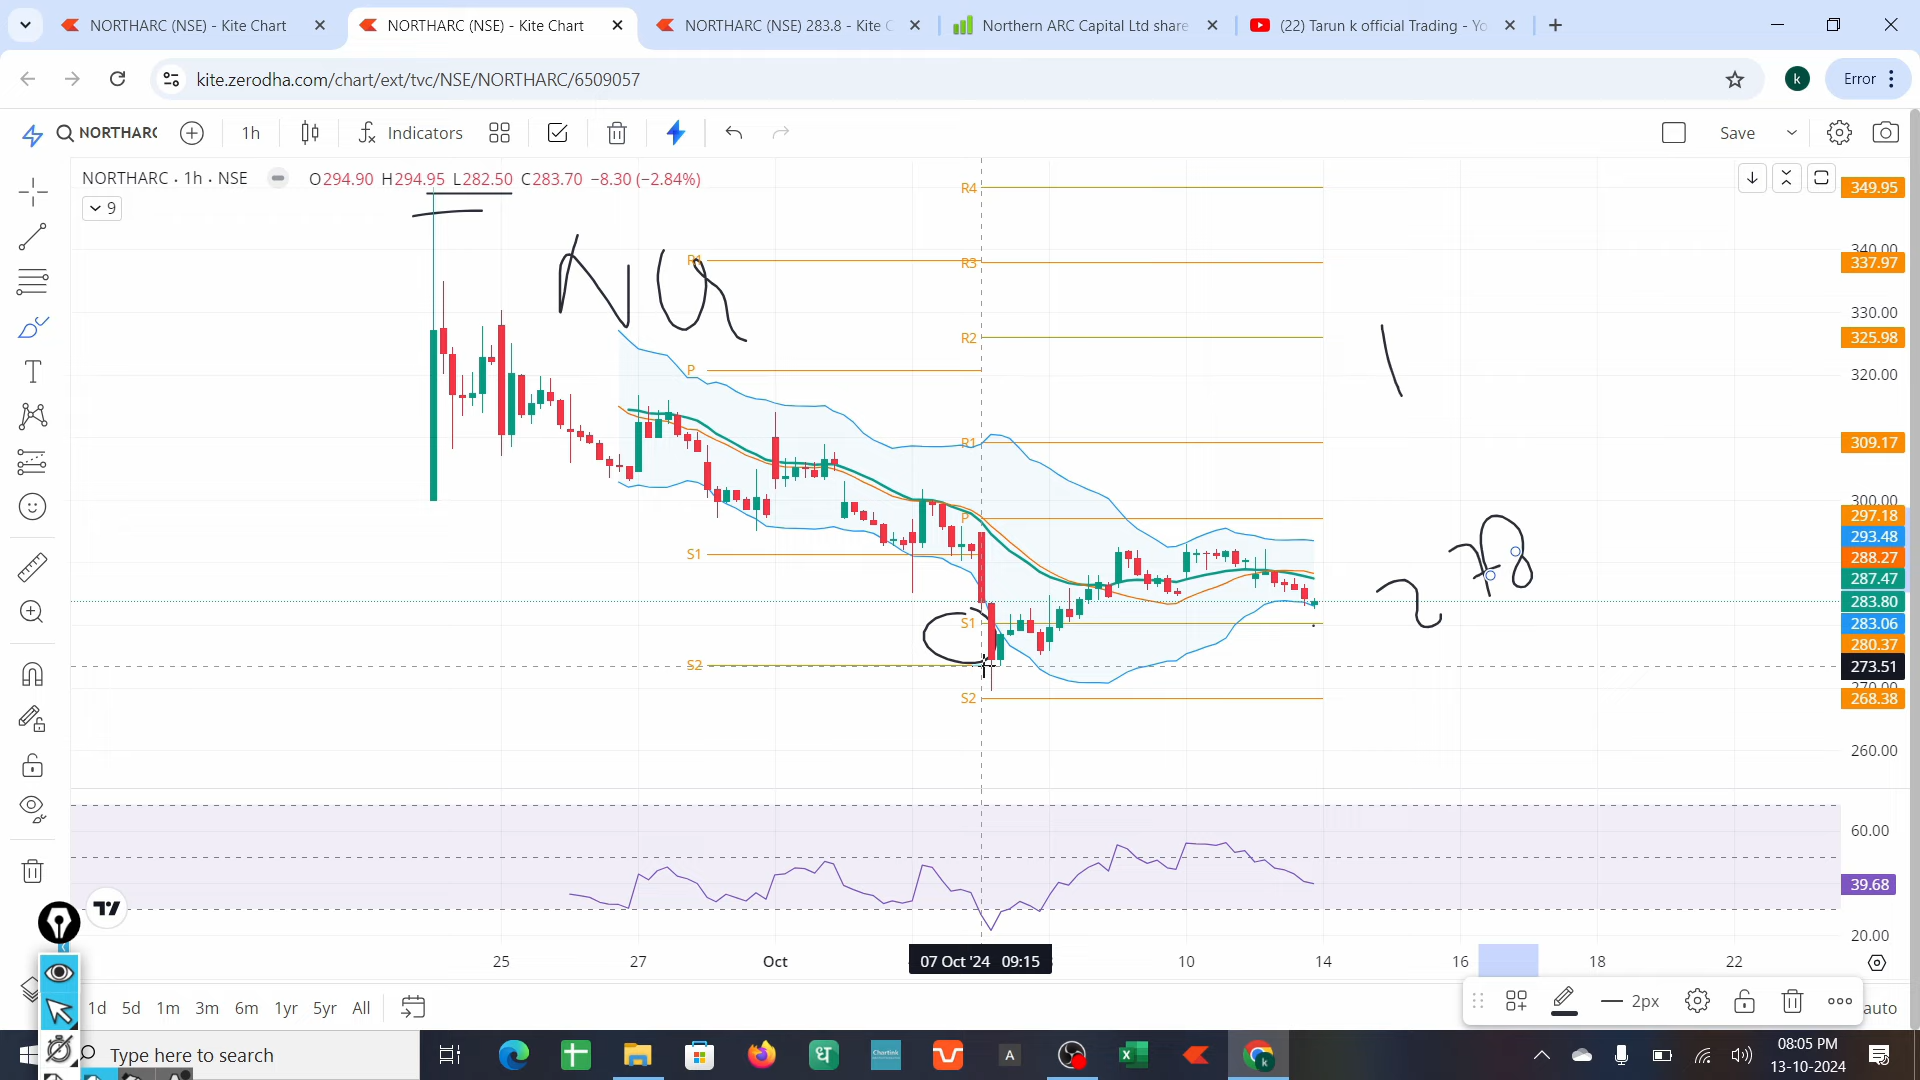 NORTHARC (NSE) - Kite Chart
NORTHARC (NSE) - Kite Chart
NORTHARC (NSE) 283.8 - Kite C
Northern ARC Capital Ltd share
(22) Tarun k official Trading - Yo
kite.zerodha.com/chart/ext/tvc/NSE/NORTHARC/6509057
k
Error
NORTHARC
1h
Indicators
Save
NORTHARC · 1h · NSE
O294.90 H294.95 L282.50 C283.70 −8.30 (−2.84%)
9
R4
R1
R3
R2
P
R1
P
S1
S1
S2
S2
278
349.95
340.00
337.97
330.00
325.98
320.00
309.17
300.00
297.18
293.48
288.27
287.47
283.80
283.06
280.37
273.51
270.00
268.38
260.00
60.00
39.68
20.00
25
27
Oct
07 Oct '24 09:15
10
14
16
18
22
1d
5d
1m
3m
6m
1yr
5yr
All
2px
auto
Type here to search
Chartink
A
08:05 PM
13-10-2024